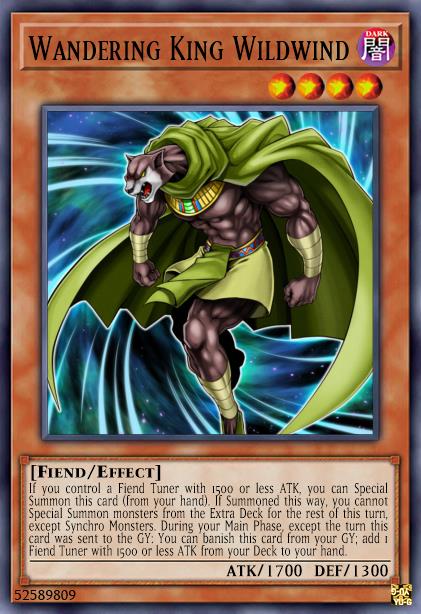 WANDERING KING WILDWIND
DARK
闇
[FIEND/EFFECT]
If you control a Fiend Tuner with 1500 or less ATK, you can Special
Summon this card (from your hand). If Summoned this way, you cannot
Special Summon monsters from the Extra Deck for the rest of this turn,
except Synchro Monsters. During your Main Phase, except the turn this
card was sent to the GY: You can banish this card from your GY; add 1
Fiend Tuner with 1500 or less ATK from your Deck to your hand.
ATK/1700 DEF/1300
52589809